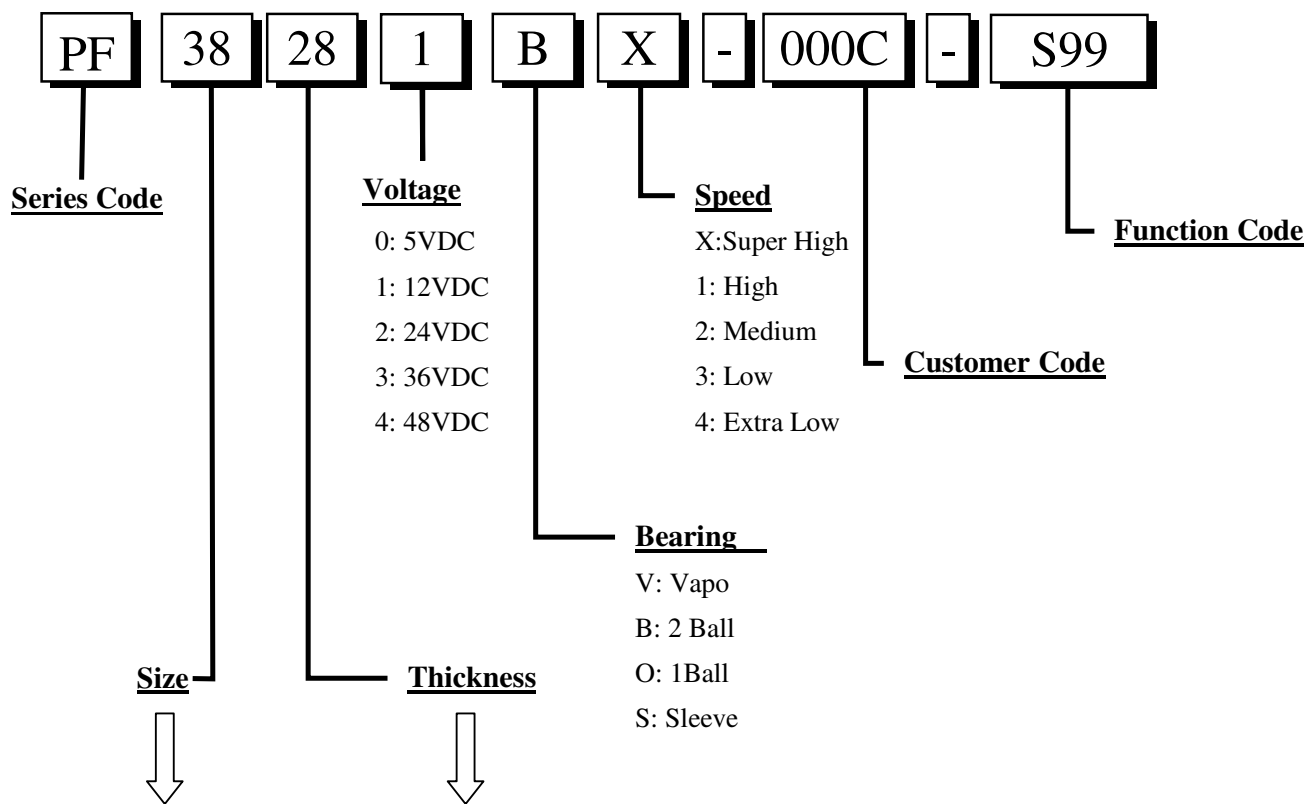 PF 38 28 1 B X - 000C - S99
Series Code
Voltage
0: 5VDC
1: 12VDC
2: 24VDC
3: 36VDC
4: 48VDC
Speed
X:Super High
1: High
2: Medium
3: Low
4: Extra Low
Function Code
Customer Code
Bearing
V: Vapo
B: 2 Ball
O: 1Ball
S: Sleeve
Size
Thickness